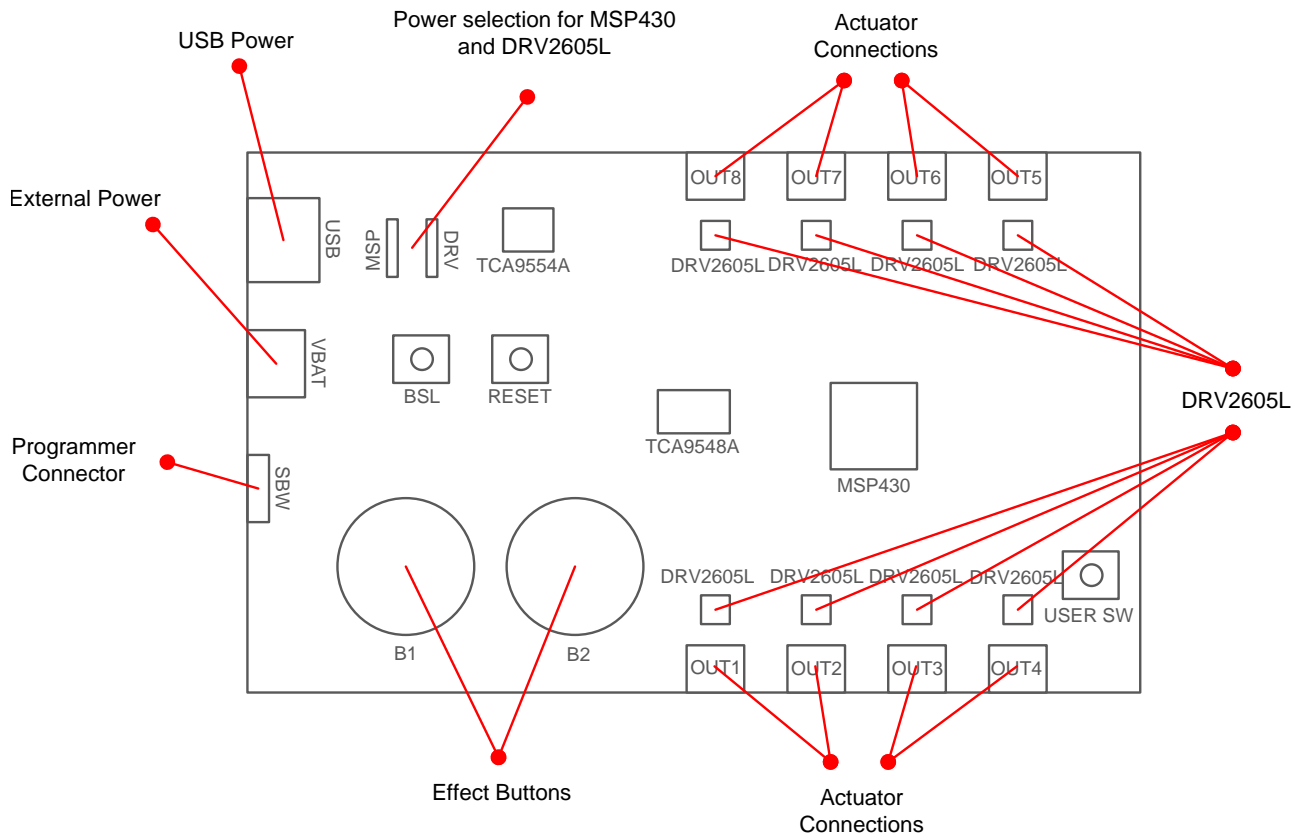 Power selection for MSP430
and DRV2605L
USB Power
Actuator
Connections
External Power
Programmer
Connector
OUT8
OUT7
OUT6
OUT5
USB
MSP
DRV
TCA9554A
DRV2605L
DRV2605L
DRV2605L
DRV2605L
VBAT
BSL
RESET
DRV2605L
TCA9548A
MSP430
SBW
DRV2605L
DRV2605L
DRV2605L
DRV2605L
USER SW
B1
B2
OUT1
OUT2
OUT3
OUT4
Effect Buttons
Actuator
Connections